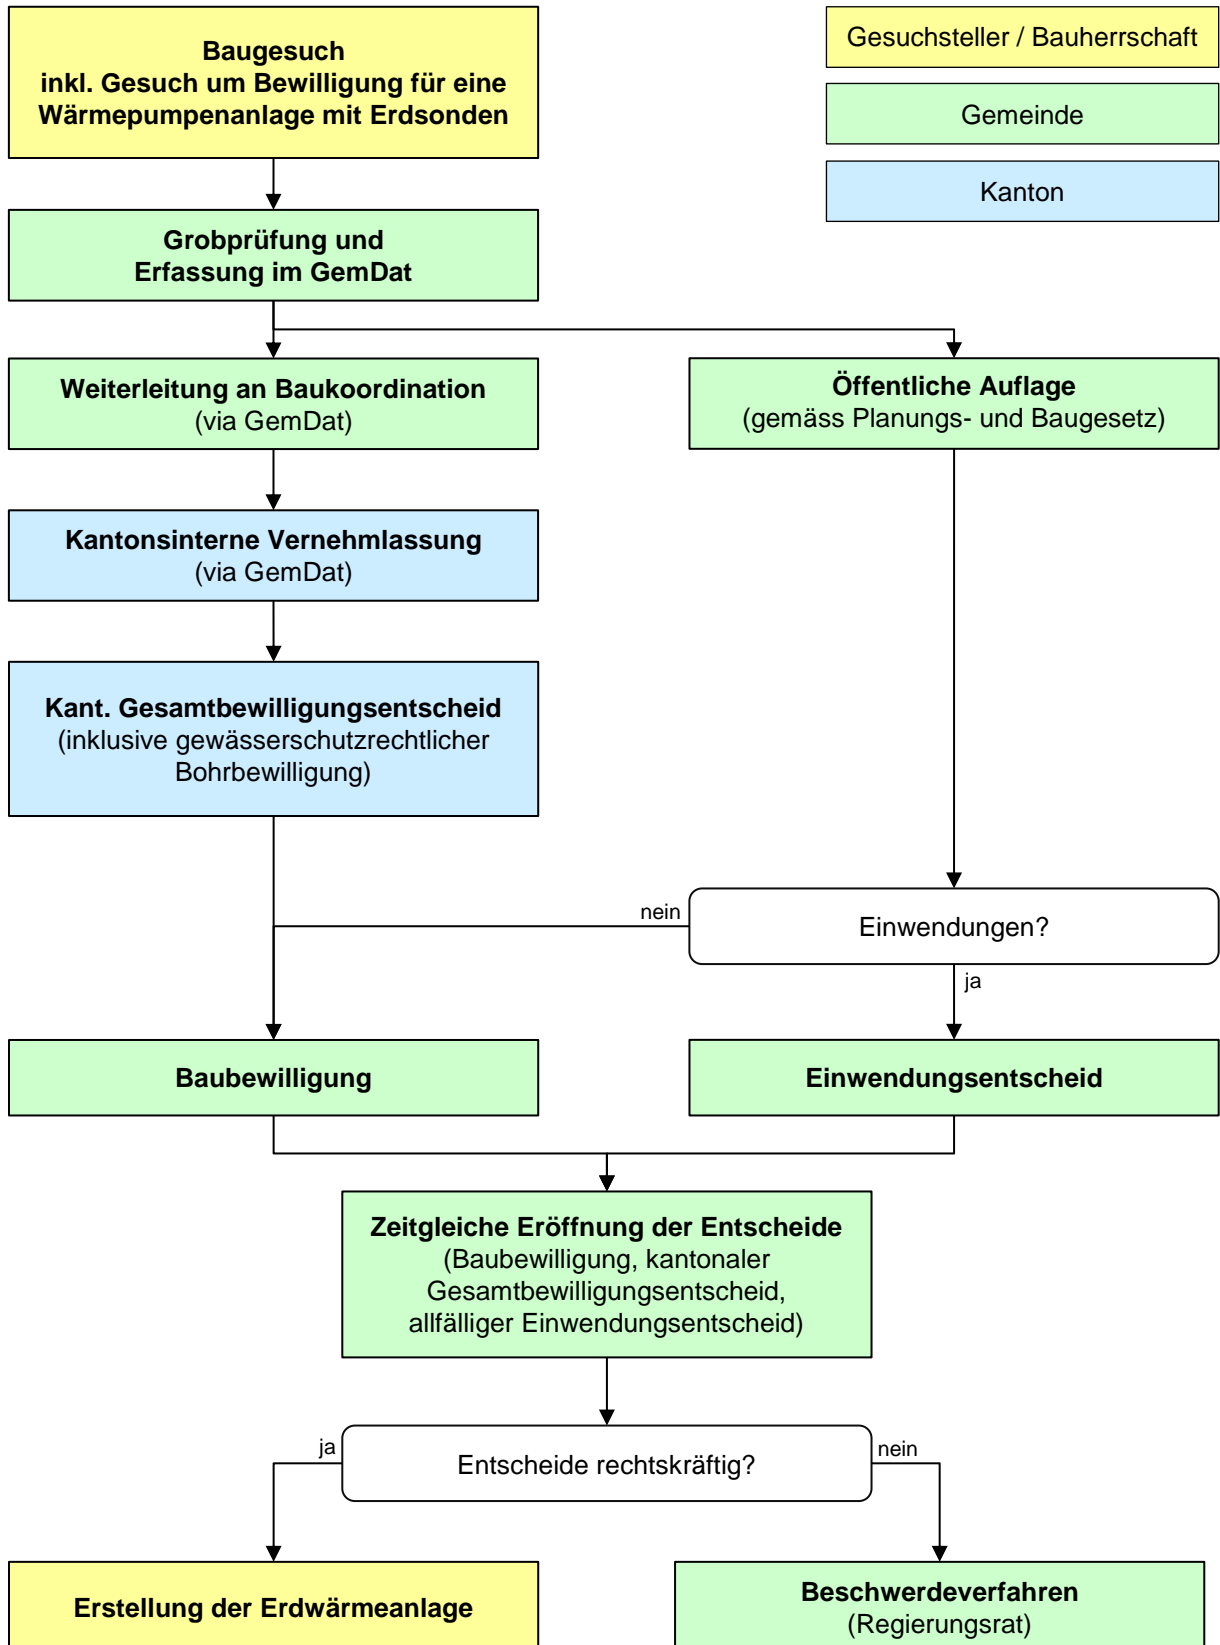 Baugesuch
inkl. Gesuch um Bewilligung für eine
Wärmepumpenanlage mit Erdsonden
Gesuchsteller / Bauherrschaft
Gemeinde
Kanton
Grobprüfung und
Erfassung im GemDat
Weiterleitung an Baukoordination
(via GemDat)
Öffentliche Auflage
(gemäss Planungs- und Baugesetz)
Kantonsinterne Vernehmlassung
(via GemDat)
Kant. Gesamtbewilligungsentscheid
(inklusive gewässerschutzrechtlicher
Bohrbewilligung)
nein
Einwendungen?
ja
Baubewilligung
Einwendungsentscheid
Zeitgleiche Eröffnung der Entscheide
(Baubewilligung, kantonaler
Gesamtbewilligungsentscheid,
allfälliger Einwendungsentscheid)
ja
Entscheide rechtskräftig?
nein
Erstellung der Erdwärmeanlage
Beschwerdeverfahren
(Regierungsrat)